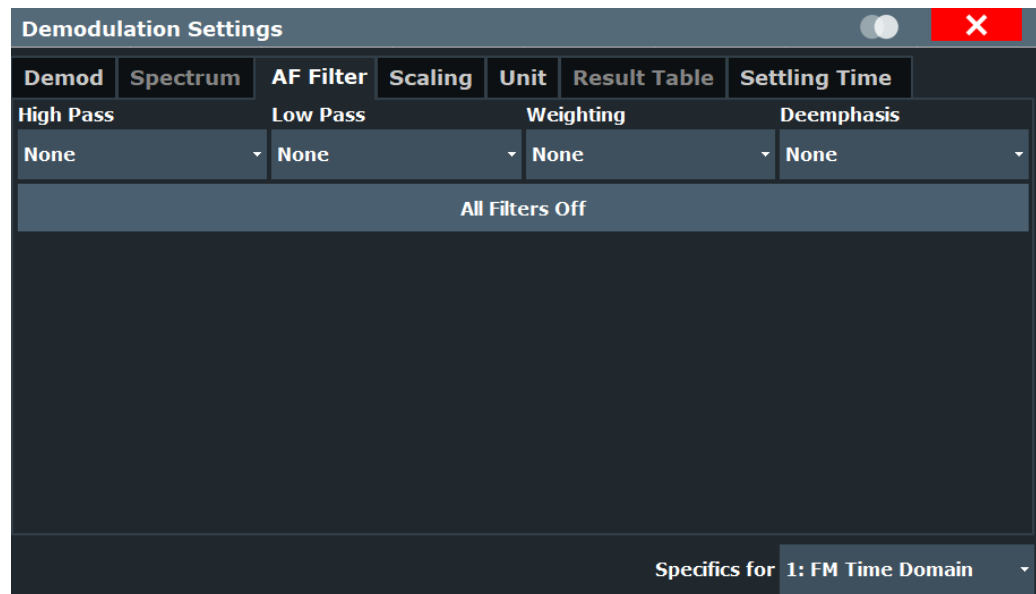 Demodulation Settings
Demod Spectrum AF Filter Scaling Unit Result Table Settling Time
High Pass Low Pass Weighting Deemphasis
None None None None
All Filters Off
Specifics for 1: FM Time Domain